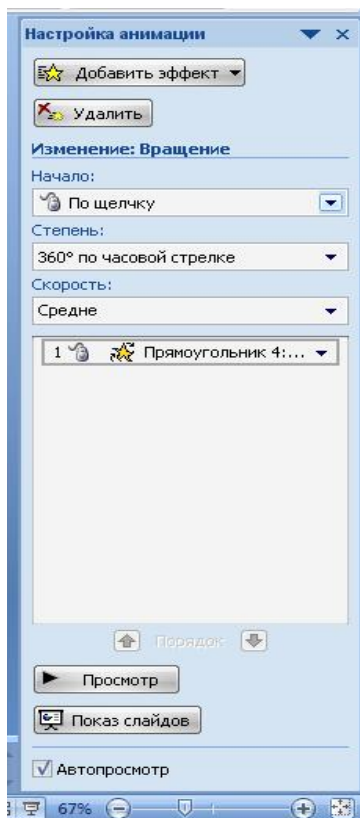 Настройка анимации
Добавить эффект
Удалить
Изменение: Вращение
Начало:
По щелчку
Степень:
360° по часовой стрелке
Скорость:
Средне
1 Прямоугольник 4:...
Порядок
Просмотр
Показ слайдов
Автопросмотр
67%